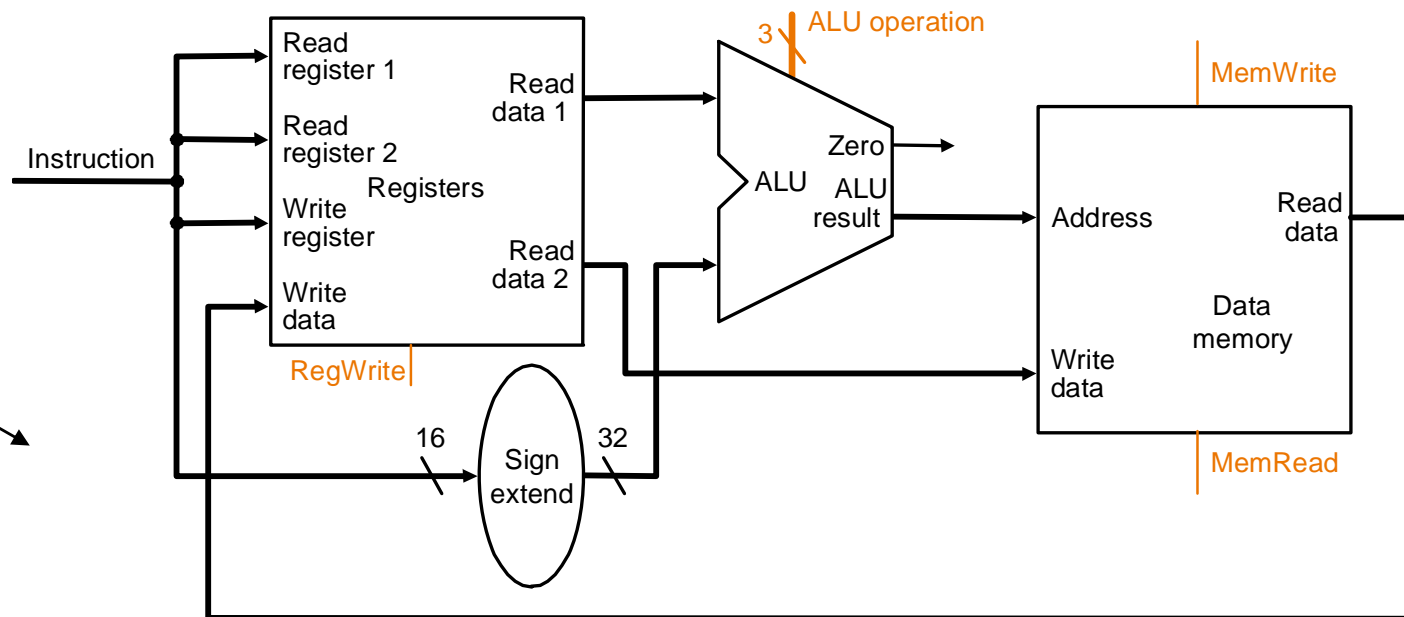 3
ALU operation
MemWrite
Read
register 1
Read
data 1
Read
register 2
Instruction
Registers
Zero
ALU
ALU
result
Write
register
Address
Read
data
Read
data 2
Write
data
Data
memory
RegWrite
Write
data
16
32
Sign
extend
MemRead